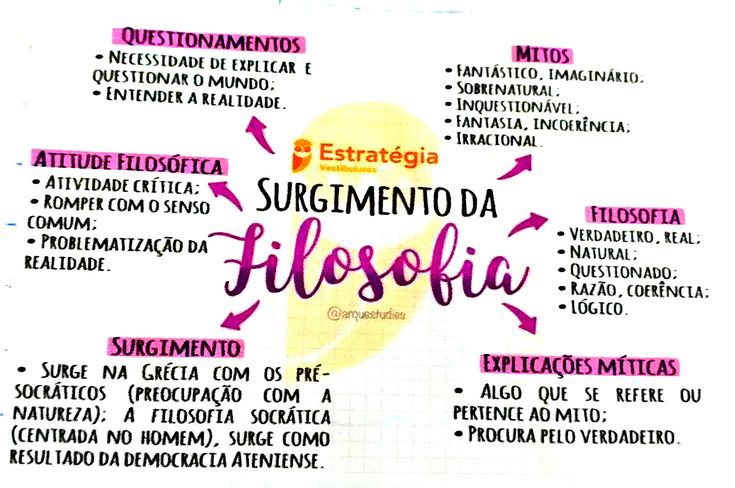 QUESTIONAMENTOS
• NECESSIDADE DE EXPLICAR E
QUESTIONAR O MUNDO;
• ENTENDER A REALIDADE.
MITOS
• FANTÁSTICO, IMAGINÁRIO;
• SOBRENATURAL;
• INQUESTIONÁVEL;
• FANTASIA, INCOERÊNCIA;
• IRRACIONAL.
Estratégia
Vestibulares
SURGIMENTO DA
Filosofia
@arquestudies
ATITUDE FILOSÓFICA
• ATIVIDADE CRÍTICA;
• ROMPER COM O SENSO
COMUM;
• PROBLEMATIZAÇÃO DA
REALIDADE.
FILOSOFIA
• VERDADEIRO, REAL;
• NATURAL;
• QUESTIONADO;
• RAZÃO, COERÊNCIA;
• LÓGICO.
SURGIMENTO
• SURGE NA GRÉCIA COM OS PRÉ-
SOCRÁTICOS (PREOCUPAÇÃO COM A
NATUREZA); A FILOSOFIA SOCRÁTICA
(CENTRADA NO HOMEM), SURGE COMO
RESULTADO DA DEMOCRACIA ATENIENSE.
EXPLICAÇÕES MÍTICAS
• ALGO QUE SE REFERE OU
PERTENCE AO MITO;
• PROCURA PELO VERDADEIRO.